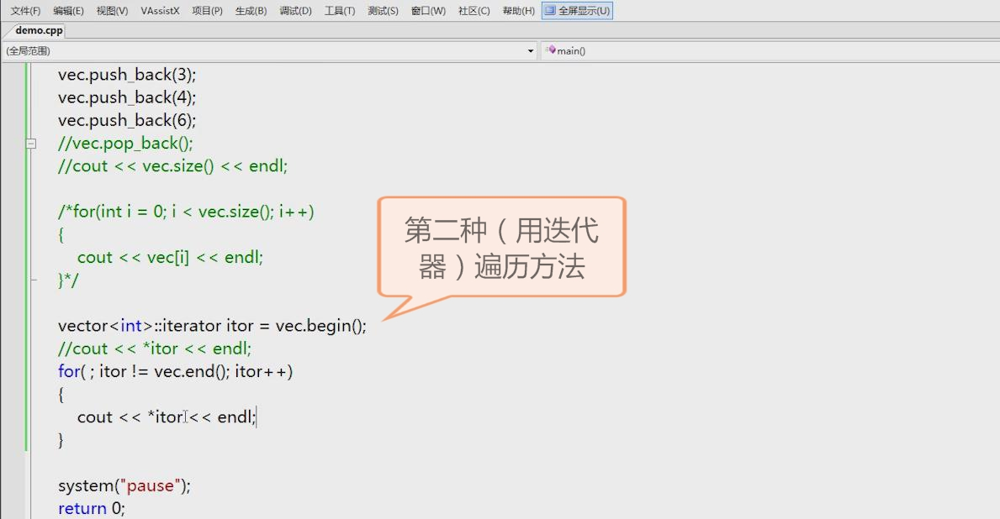 文件(F) 编辑(E) 视图(V) VAssistX 项目(P) 生成(B) 调试(D) 工具(T) 测试(S) 窗口(W) 社区(C) 帮助(H) 全屏显示(U)
demo.cpp
(全局范围) main()
vec.push_back(3);
vec.push_back(4);
vec.push_back(6);
//vec.pop_back();
//cout << vec.size() << endl;
/*for(int i = 0; i < vec.size(); i++)
{
cout << vec[i] << endl;
}*/
第二种（用迭代
器）遍历方法
vector<int>::iterator itor = vec.begin();
//cout << *itor << endl;
for( ; itor != vec.end(); itor++)
{
cout << *itor << endl;
}
system("pause");
return 0;